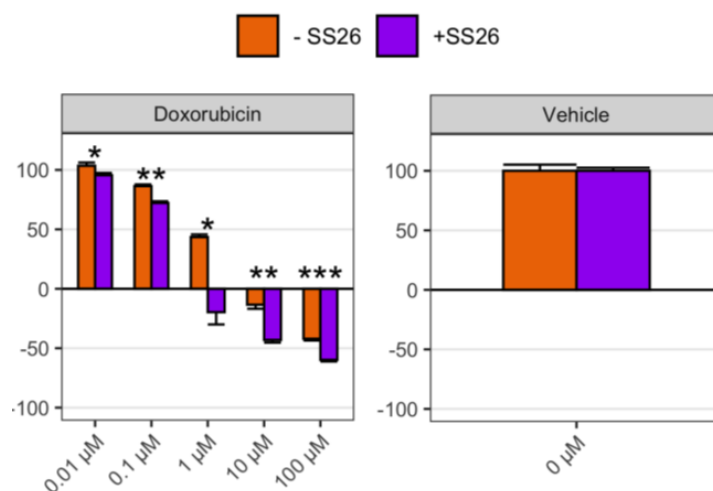 - SS26 +SS26
Doxorubicin
Vehicle
100
50
0
-50
-100
* ** * ** ***
0.01 µM 0.1 µM 1 µM 10 µM 100 µM
100
50
0
-50
-100
0 µM